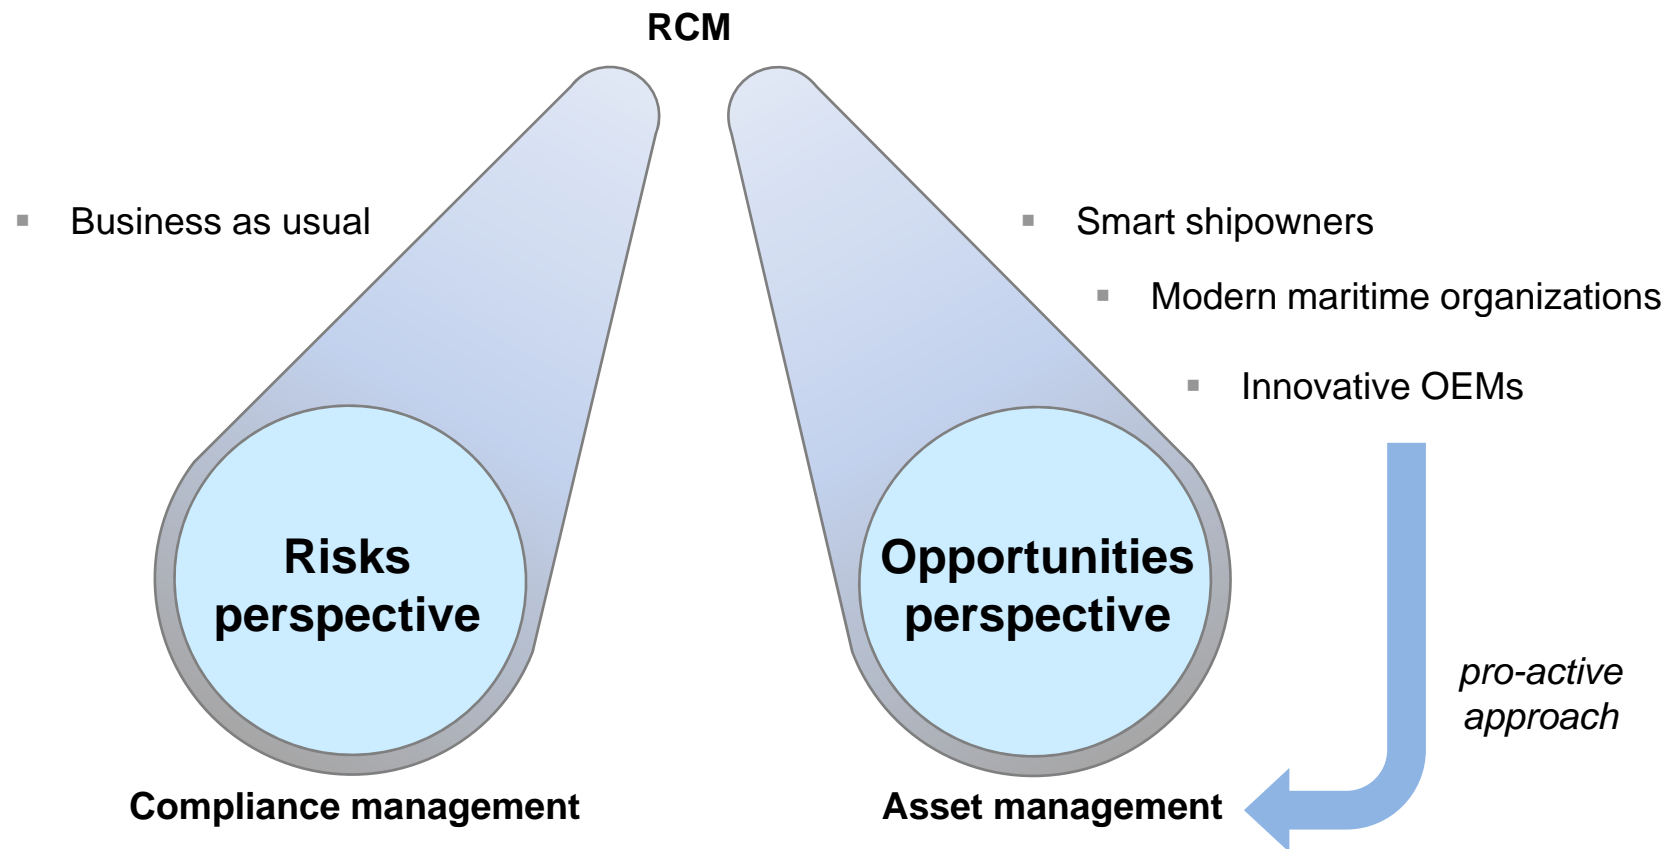 RCM
▪ Business as usual
▪ Smart shipowners
▪ Modern maritime organizations
▪ Innovative OEMs
Risks
perspective
Opportunities
perspective
pro-active
approach
Compliance management
Asset management